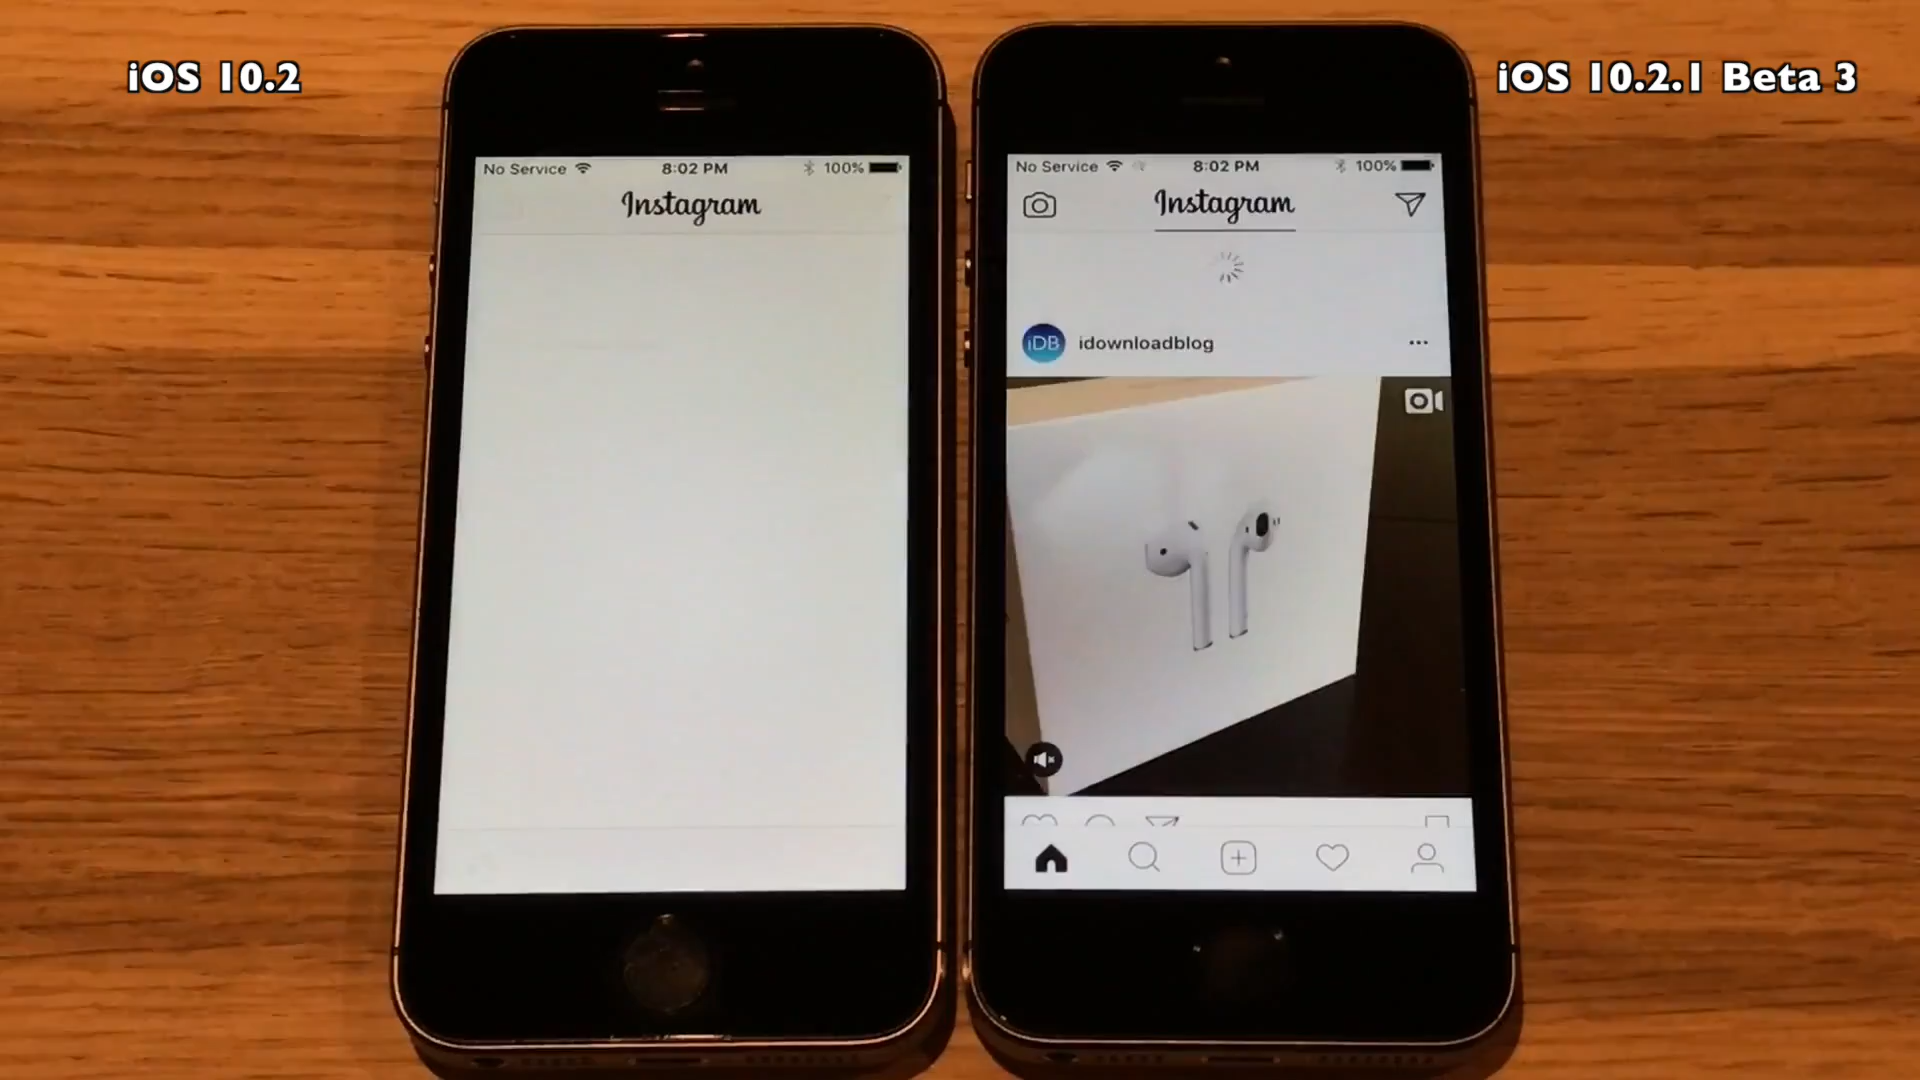 iOS 10.2
iOS 10.2.1 Beta 3
No Service 8:02 PM 100%
Instagram
No Service 8:02 PM 100%
Instagram
iDB idownloadblog